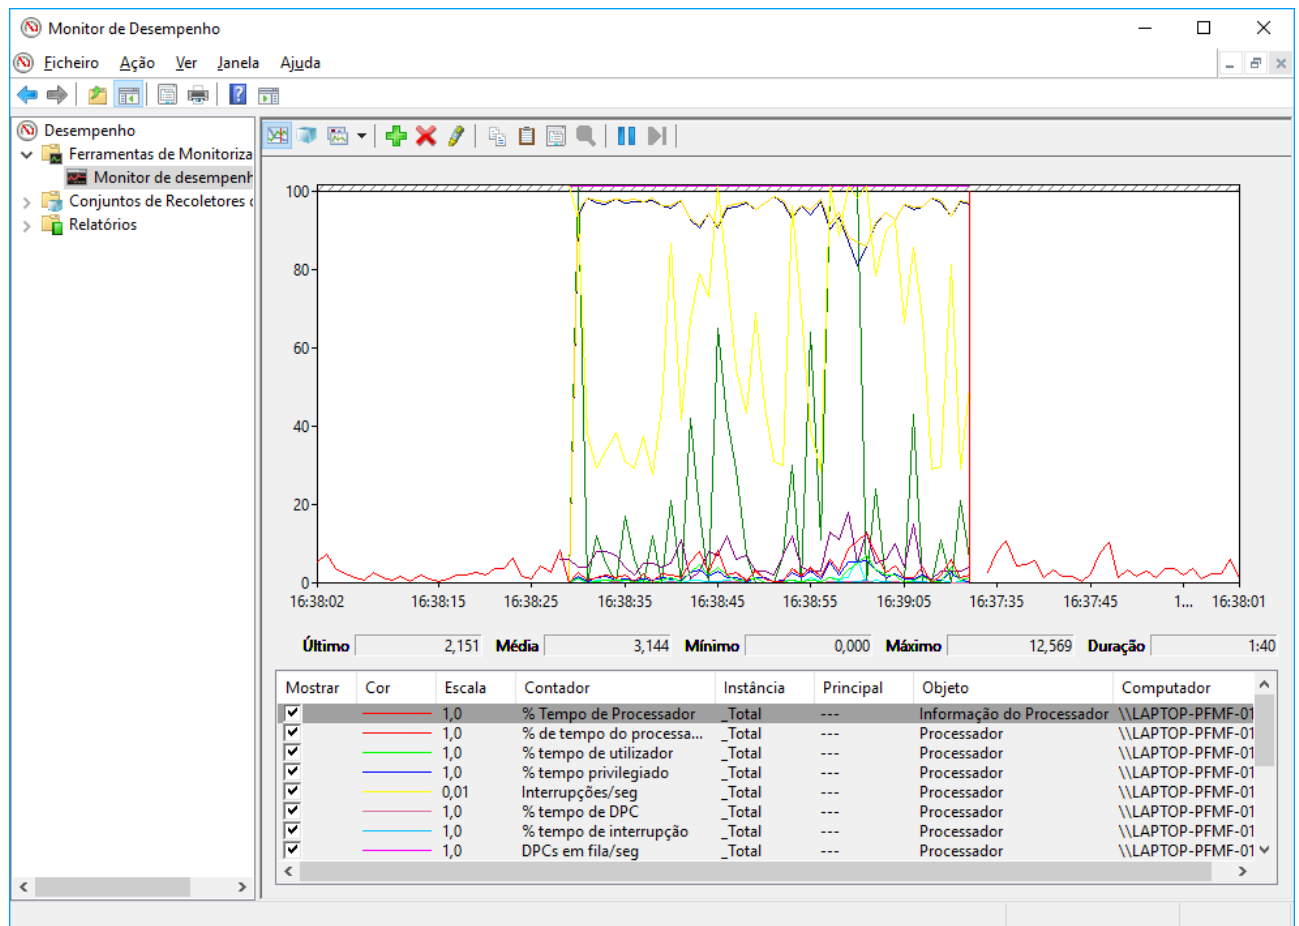 Monitor de Desempenho
Ficheiro Ação Ver Janela Ajuda
Desempenho
Ferramentas de Monitoriza
Monitor de desempenh
Conjuntos de Recoletores
Relatórios
100
80
60
40
20
0
16:38:02 16:38:15 16:38:25 16:38:35 16:38:45 16:38:55 16:39:05 16:37:35 16:37:45 1... 16:38:01
Último 2,151 Média 3,144 Mínimo 0,000 Máximo 12,569 Duração 1:40
Mostrar Cor Escala Contador Instância Principal Objeto Computador
1,0 % Tempo de Processador _Total --- Informação do Processador \\LAPTOP-PFMF-01
1,0 % de tempo do processa... _Total --- Processador \\LAPTOP-PFMF-01
1,0 % tempo de utilizador _Total --- Processador \\LAPTOP-PFMF-01
1,0 % tempo privilegiado _Total --- Processador \\LAPTOP-PFMF-01
0,01 Interrupções/seg _Total --- Processador \\LAPTOP-PFMF-01
1,0 % tempo de DPC _Total --- Processador \\LAPTOP-PFMF-01
1,0 % tempo de interrupção _Total --- Processador \\LAPTOP-PFMF-01
1,0 DPCs em fila/seg _Total --- Processador \\LAPTOP-PFMF-01